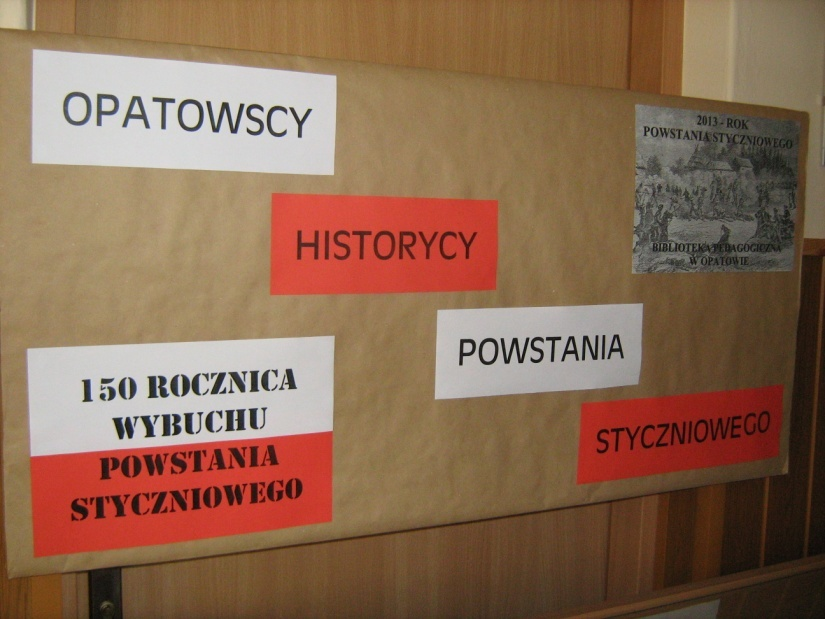 OPATOWSCY
HISTORYCY
POWSTANIA
STYCZNIOWEGO
2013 - ROK
POWSTANIA STYCZNIOWEGO
BIBLIOTEKA PEDAGOGICZNA
W OPATOWIE
150 ROCZNICA
WYBUCHU
POWSTANIA
STYCZNIOWEGO